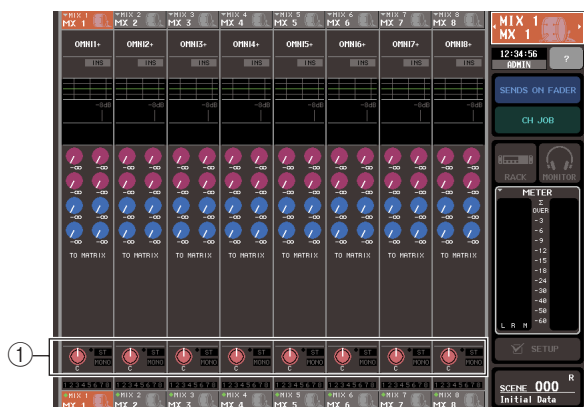 MIX 1 MIX 2 MIX 3 MIX 4 MIX 5 MIX 6 MIX 7 MIX 8
MX 1 MX 2 MX 3 MX 4 MX 5 MX 6 MX 7 MX 8
OMNI1+ OMNI2+ OMNI3+ OMNI4+ OMNI5+ OMNI6+ OMNI7+ OMNI8+
INS INS INS INS INS INS INS INS
-8dB -8dB -8dB -8dB -8dB -8dB -8dB -8dB
-∞ -∞ -∞ -∞ -∞ -∞ -∞ -∞ -∞ -∞ -∞ -∞ -∞ -∞ -∞ -∞
-∞ -∞ -∞ -∞ -∞ -∞ -∞ -∞ -∞ -∞ -∞ -∞ -∞ -∞ -∞ -∞
-∞ -∞ -∞ -∞ -∞ -∞ -∞ -∞ -∞ -∞ -∞ -∞ -∞ -∞ -∞ -∞
-∞ -∞ -∞ -∞ -∞ -∞ -∞ -∞ -∞ -∞ -∞ -∞ -∞ -∞ -∞ -∞
TO MATRIX TO MATRIX TO MATRIX TO MATRIX TO MATRIX TO MATRIX TO MATRIX TO MATRIX
1
ST ST ST ST ST ST ST ST
MONO MONO MONO MONO MONO MONO MONO MONO
C C C C C C C C
12345678 12345678 12345678 12345678 12345678 12345678 12345678 12345678
MIX 1 MIX 2 MIX 3 MIX 4 MIX 5 MIX 6 MIX 7 MIX 8
MX 1 MX 2 MX 3 MX 4 MX 5 MX 6 MX 7 MX 8
MIX 1
MX 1
12:34:56
ADMIN
?
SENDS ON FADER
CH JOB
RACK MONITOR
METER
Σ
OVER
-3
-6
-9
-12
-15
-18
-24
-30
-40
-50
-60
L R M
SETUP
R
SCENE 000
Initial Data